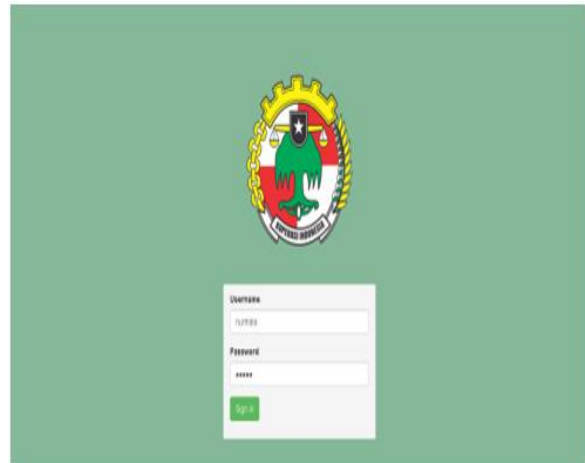 KOPERASI INDONESIA
Username
Password
•••••
Sign in